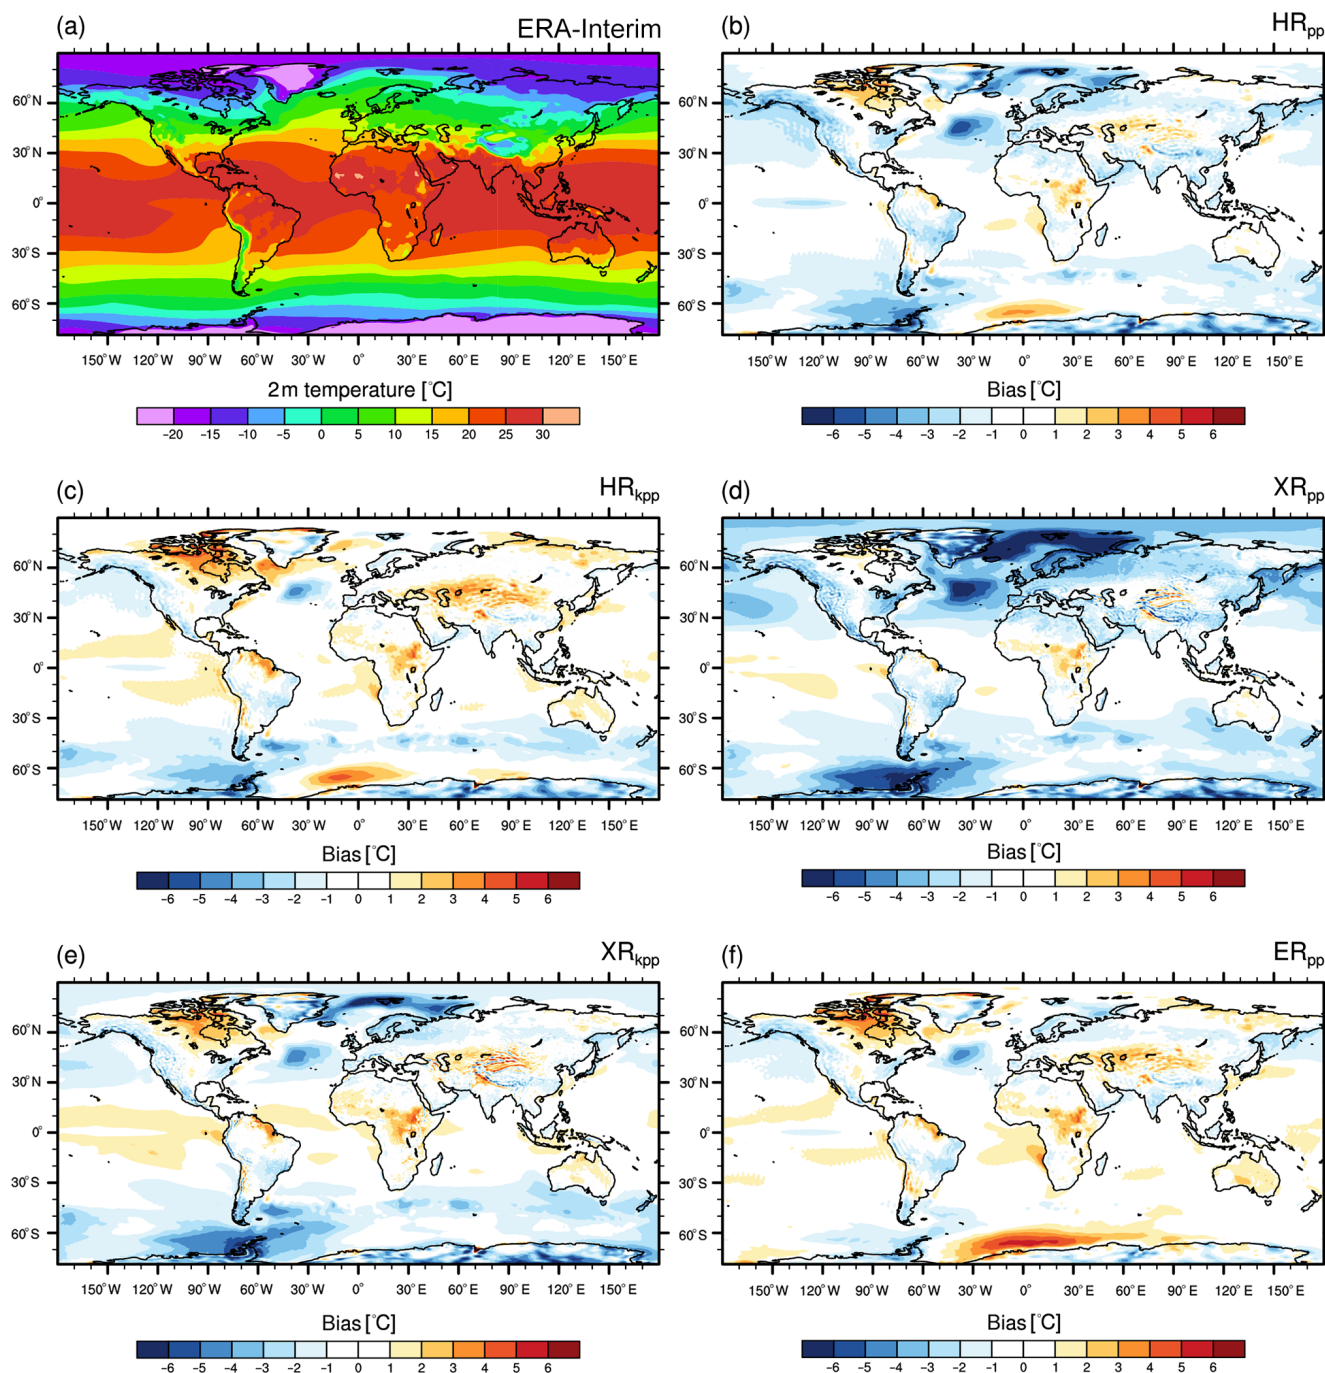 (a) ERA-Interim
60°N
30°N
0°
30°S
60°S
150°W 120°W 90°W 60°W 30°W 0° 30°E 60°E 90°E 120°E 150°E
2m temperature [°C]
-20 -15 -10 -5 0 5 10 15 20 25 30
(b) HRpp
60°N
30°N
0°
30°S
60°S
150°W 120°W 90°W 60°W 30°W 0° 30°E 60°E 90°E 120°E 150°E
Bias [°C]
-6 -5 -4 -3 -2 -1 0 1 2 3 4 5 6
(c) HRkpp
60°N
30°N
0°
30°S
60°S
150°W 120°W 90°W 60°W 30°W 0° 30°E 60°E 90°E 120°E 150°E
Bias [°C]
-6 -5 -4 -3 -2 -1 0 1 2 3 4 5 6
(d) XRpp
60°N
30°N
0°
30°S
60°S
150°W 120°W 90°W 60°W 30°W 0° 30°E 60°E 90°E 120°E 150°E
Bias [°C]
-6 -5 -4 -3 -2 -1 0 1 2 3 4 5 6
(e) XRkpp
60°N
30°N
0°
30°S
60°S
150°W 120°W 90°W 60°W 30°W 0° 30°E 60°E 90°E 120°E 150°E
Bias [°C]
-6 -5 -4 -3 -2 -1 0 1 2 3 4 5 6
(f) ERpp
60°N
30°N
0°
30°S
60°S
150°W 120°W 90°W 60°W 30°W 0° 30°E 60°E 90°E 120°E 150°E
Bias [°C]
-6 -5 -4 -3 -2 -1 0 1 2 3 4 5 6